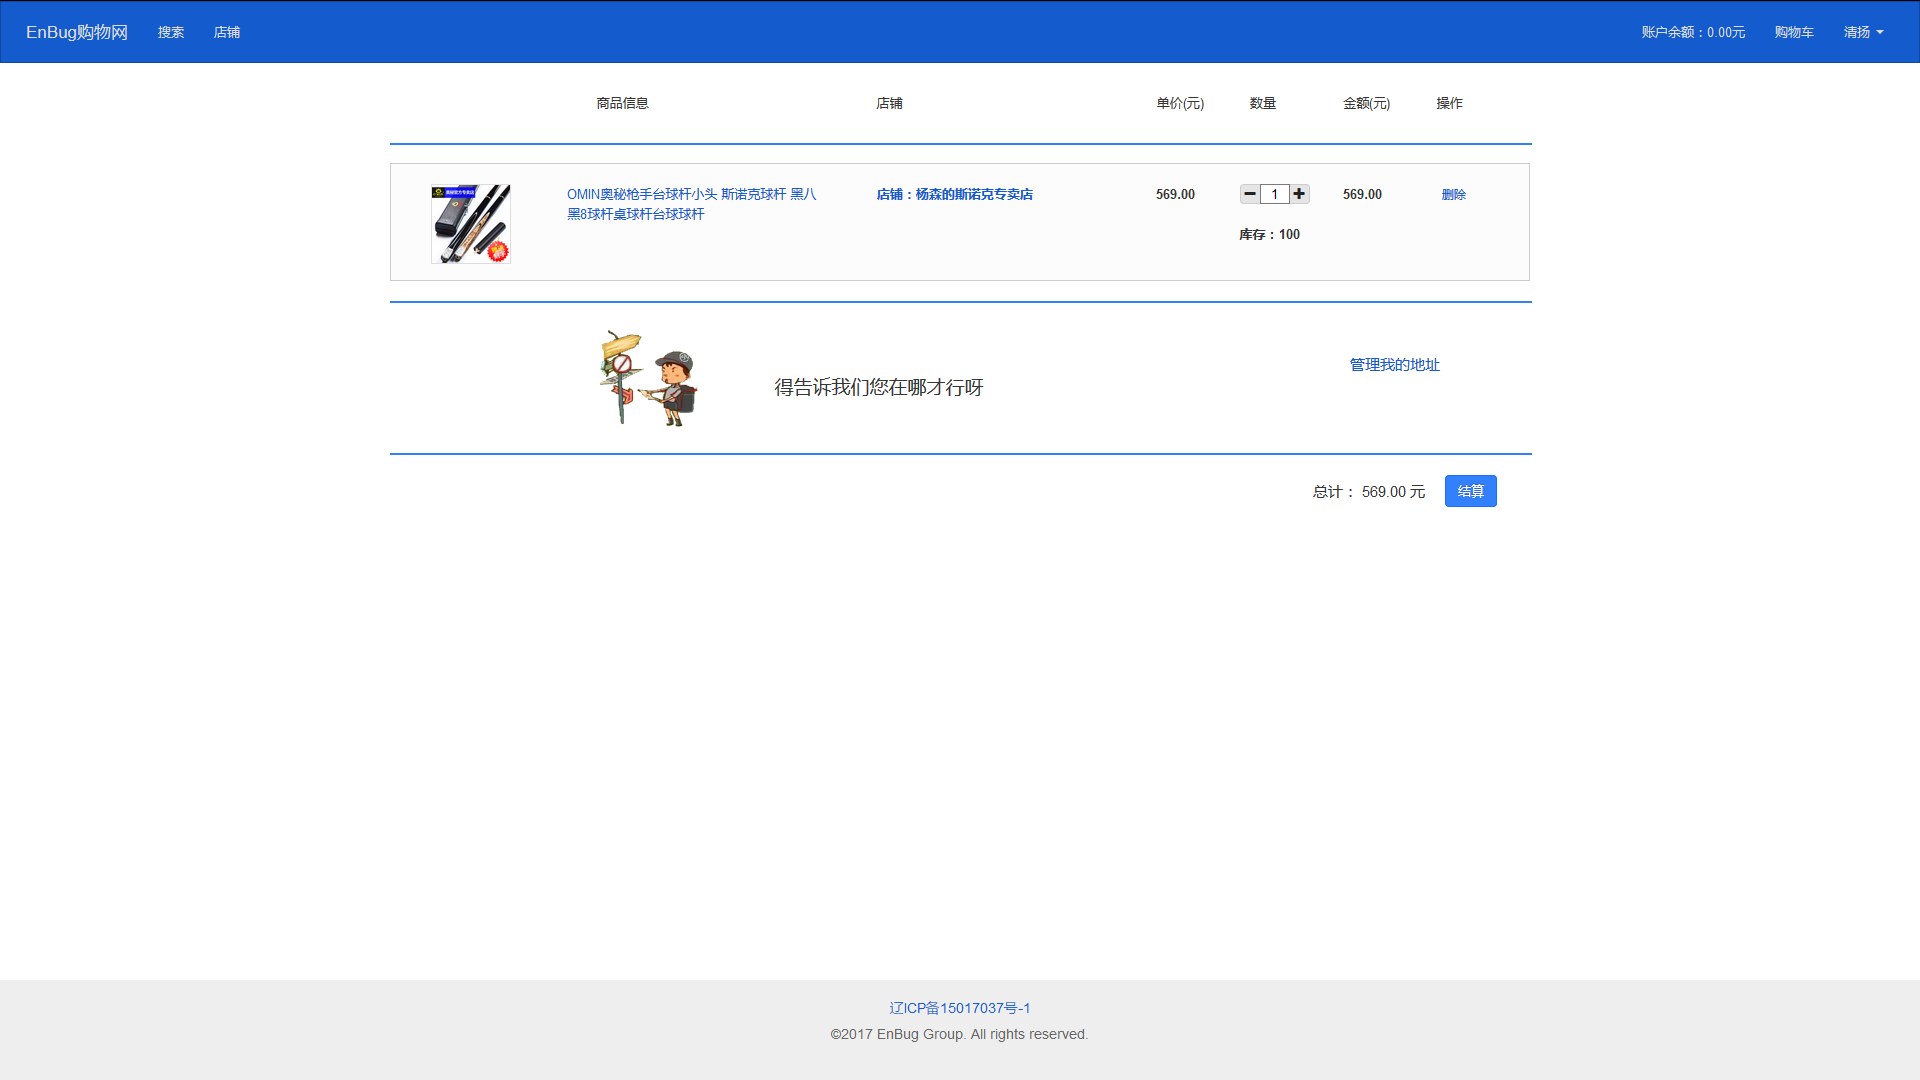 EnBug购物网 搜索 店铺 账户余额：0.00元 购物车 清扬
商品信息 店铺 单价(元) 数量 金额(元) 操作
OMIN奥秘枪手台球杆小头 斯诺克球杆 黑八 店铺：杨森的斯诺克专卖店 569.00 1 569.00 删除
黑8球杆桌球杆台球球杆
库存：100
管理我的地址
得告诉我们您在哪才行呀
总计： 569.00 元 结算
辽ICP备15017037号-1
©2017 EnBug Group. All rights reserved.